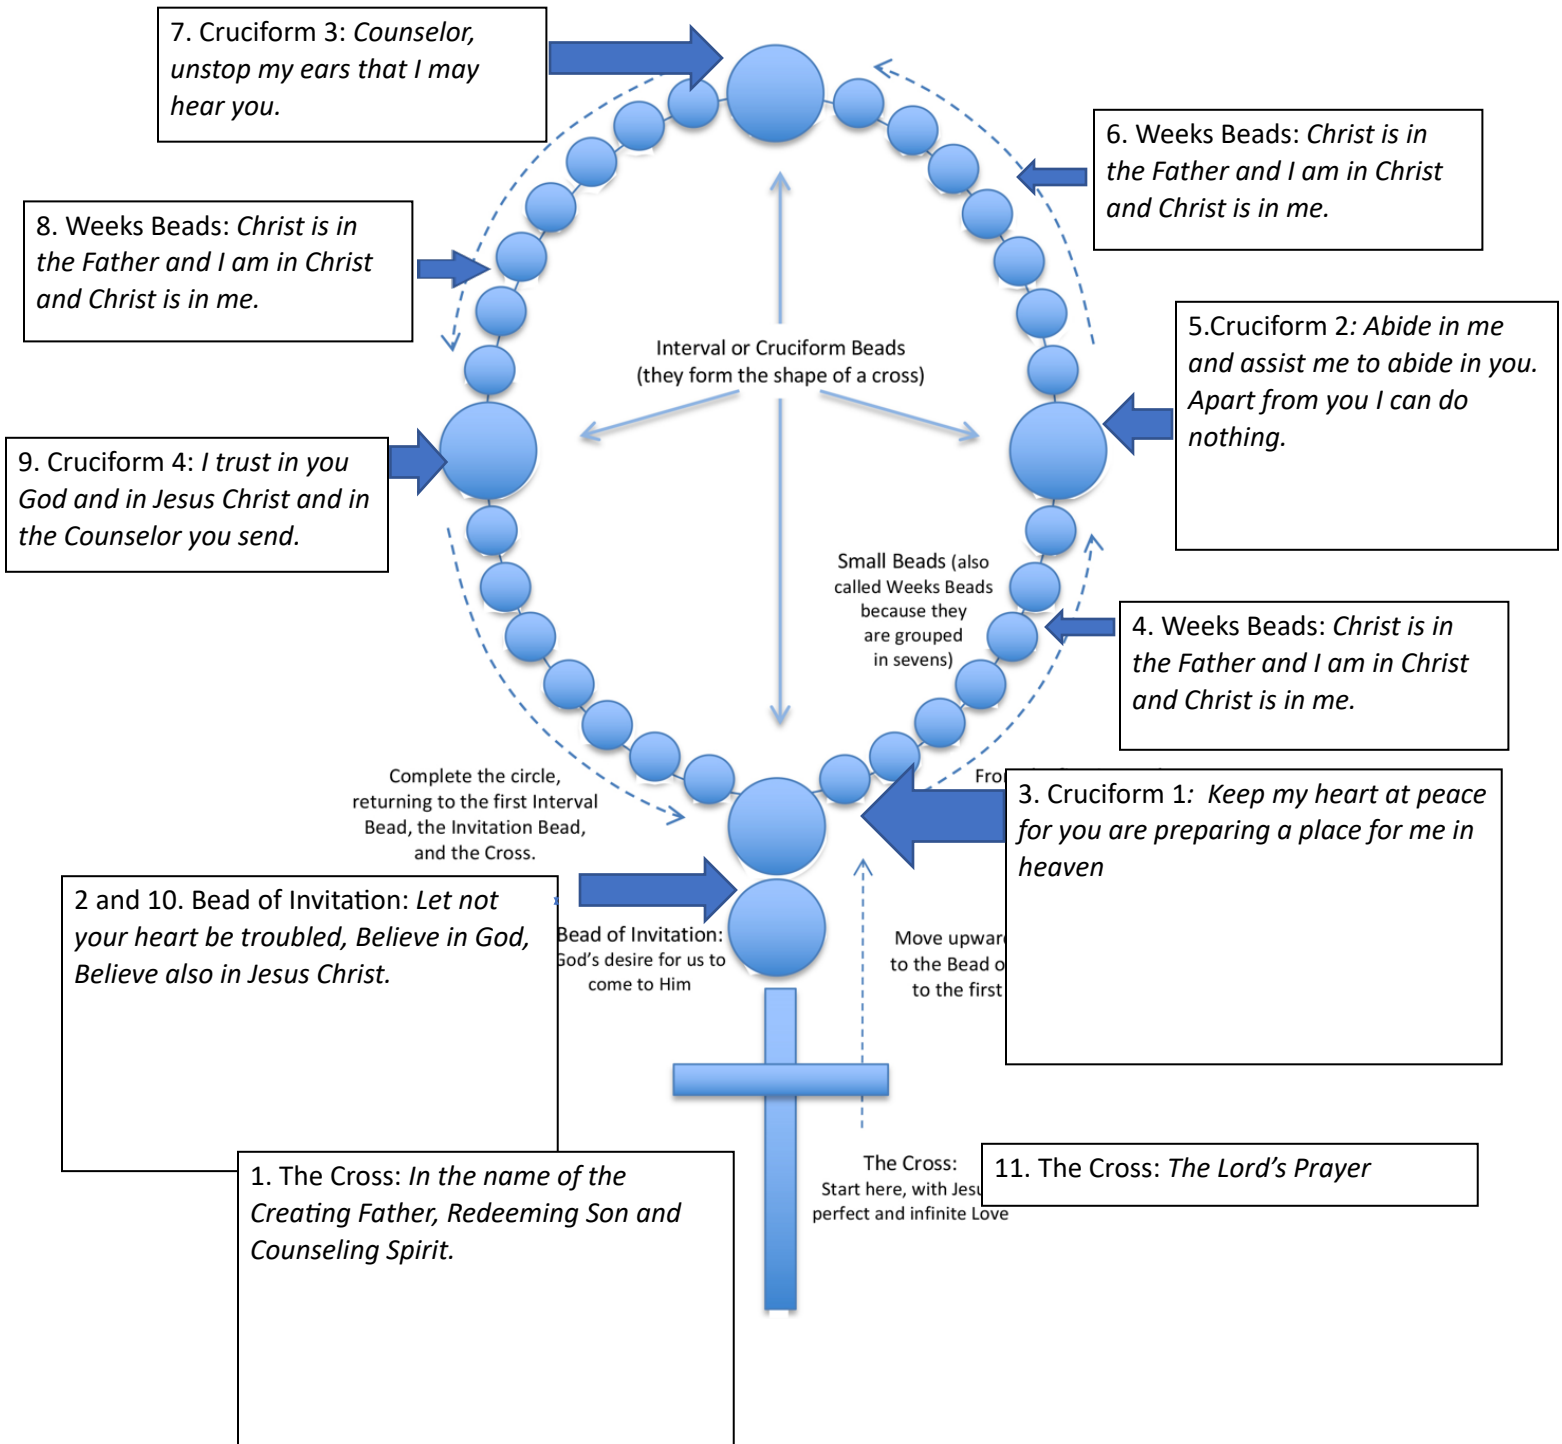 7. Cruciform 3: Counselor,
unstop my ears that I may
hear you.
6. Weeks Beads: Christ is in
the Father and I am in Christ
and Christ is in me.
8. Weeks Beads: Christ is in
the Father and I am in Christ
and Christ is in me.
5.Cruciform 2: Abide in me
and assist me to abide in you.
Apart from you I can do
nothing.
Interval or Cruciform Beads
(they form the shape of a cross)
9. Cruciform 4: I trust in you
God and in Jesus Christ and in
the Counselor you send.
Small Beads (also
called Weeks Beads
because they
are grouped
in sevens)
4. Weeks Beads: Christ is in
the Father and I am in Christ
and Christ is in me.
Complete the circle,
returning to the first Interval
Bead, the Invitation Bead,
and the Cross.
3. Cruciform 1: Keep my heart at peace
for you are preparing a place for me in
heaven
2 and 10. Bead of Invitation: Let not
your heart be troubled, Believe in God,
Believe also in Jesus Christ.
Bead of Invitation:
God's desire for us to
come to Him
Move upward
to the Bead
to the first
1. The Cross: In the name of the
Creating Father, Redeeming Son and
Counseling Spirit.
The Cross:
Start here, with
perfect and infinite Love
11. The Cross: The Lord's Prayer